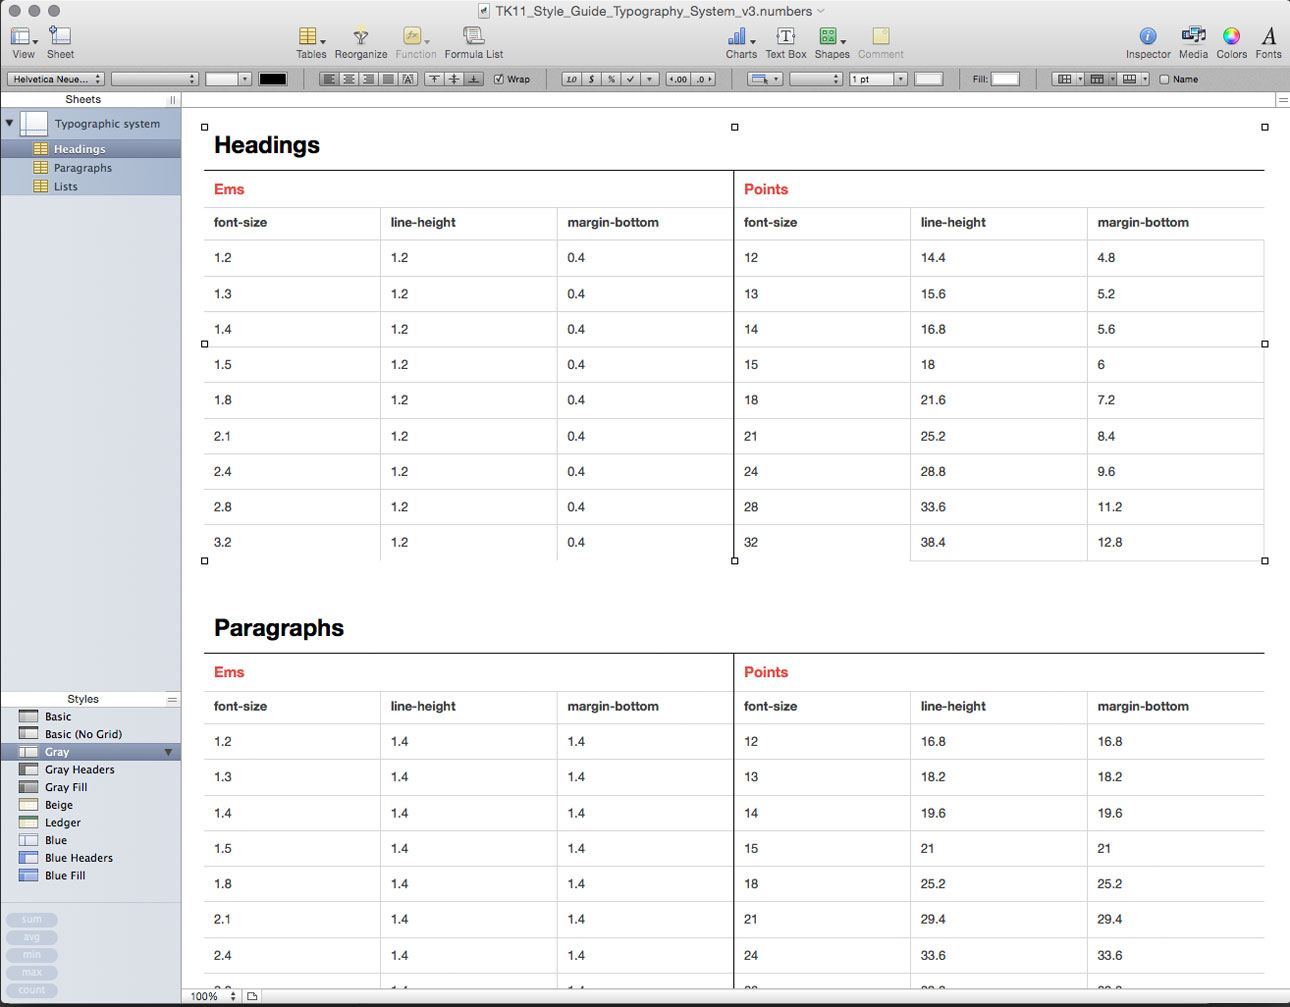 TK11_Style_Guide_Typography_System_v3.numbers
View Sheet Tables Reorganize Function Formula List Charts Text Box Shapes Comment Inspector Media Colors Fonts
Helvetica Neue... Wrap 1.0 $ % .00 .0 1 pt Fill: Name
Sheets
Typographic system
Headings
Paragraphs
Lists
Styles
Basic
Basic (No Grid)
Gray
Gray Headers
Gray Fill
Beige
Ledger
Blue
Blue Headers
Blue Fill
sum
avg
min
max
count
Headings
Ems Points
font-size line-height margin-bottom font-size line-height margin-bottom
1.2 1.2 0.4 12 14.4 4.8
1.3 1.2 0.4 13 15.6 5.2
1.4 1.2 0.4 14 16.8 5.6
1.5 1.2 0.4 15 18 6
1.8 1.2 0.4 18 21.6 7.2
2.1 1.2 0.4 21 25.2 8.4
2.4 1.2 0.4 24 28.8 9.6
2.8 1.2 0.4 28 33.6 11.2
3.2 1.2 0.4 32 38.4 12.8
Paragraphs
Ems Points
font-size line-height margin-bottom font-size line-height margin-bottom
1.2 1.4 1.4 12 16.8 16.8
1.3 1.4 1.4 13 18.2 18.2
1.4 1.4 1.4 14 19.6 19.6
1.5 1.4 1.4 15 21 21
1.8 1.4 1.4 18 25.2 25.2
2.1 1.4 1.4 21 29.4 29.4
2.4 1.4 1.4 24 33.6 33.6
100%